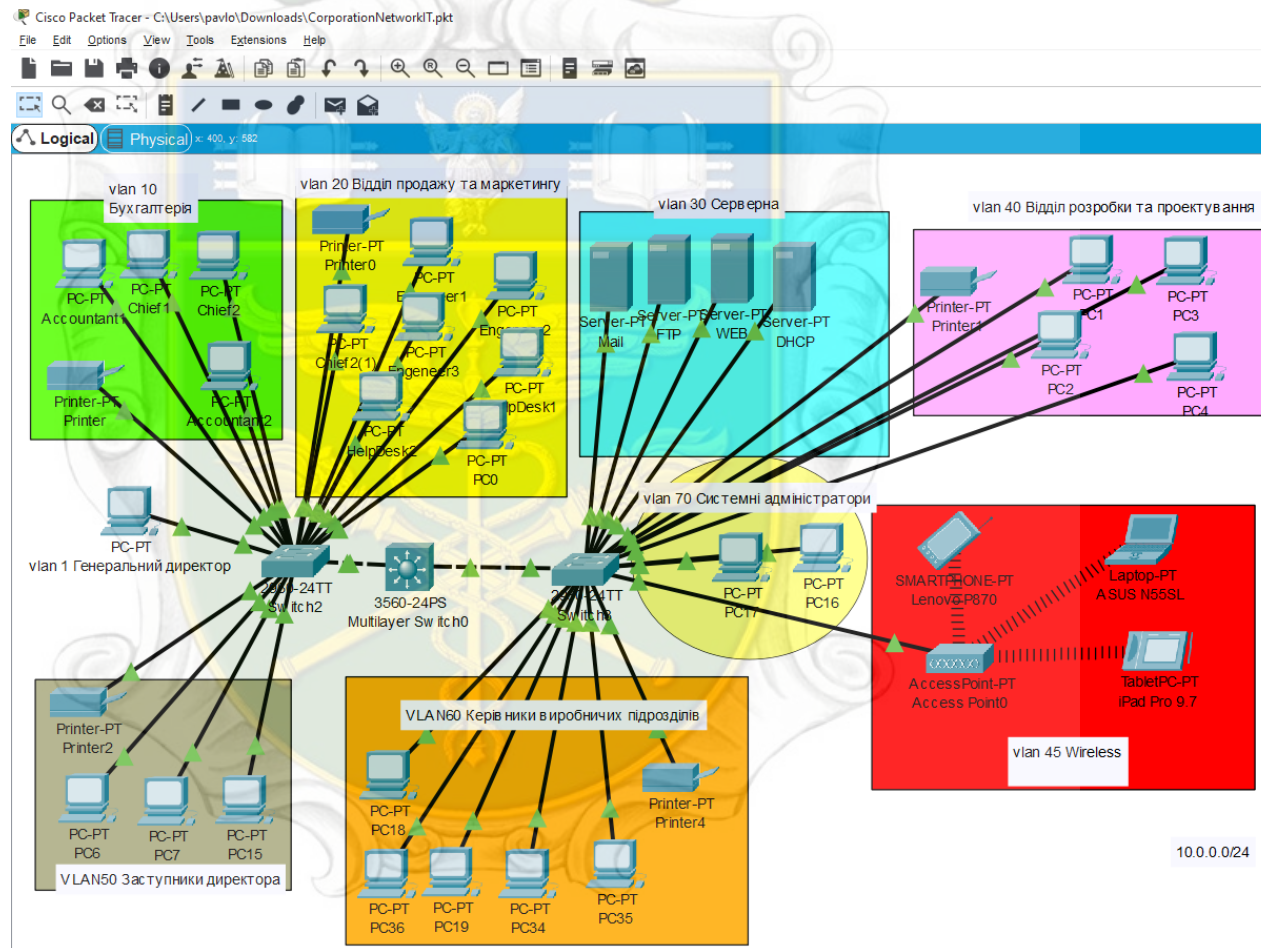 Cisco Packet Tracer - C:\Users\pavlo\Downloads\CorporationNetworkIT.pkt
File Edit Options View Tools Extensions Help
Logical Physical x: 400, y: 582
vlan 10
Бухгалтерія
PC-PT
Accountant1
PC-PT
Chief1
PC-PT
Chief2
Printer-PT
Printer
PC-PT
Accountant2
vlan 20 Відділ продажу та маркетингу
Printer-PT
Printer0
PC-PT
PC-PT
Engeneer2
PC-PT
Chief2(1)
PC-PT
Engeneer3
PC-PT
HelpDesk1
PC-PT
HelpDesk2
PC-PT
PC0
vlan 30 Серверна
Server-PT
Mail
Server-PT
FTP
Server-PT
WEB
Server-PT
DHCP
vlan 40 Відділ розробки та проектування
Printer-PT
Printer1
PC-PT
PC1
PC-PT
PC3
PC-PT
PC2
PC-PT
PC4
PC-PT
vlan 1 Генеральний директор
2960-24TT
Switch2
3560-24PS
Multilayer Switch0
2960-24TT
Switch3
vlan 70 Системні адміністратори
PC-PT
PC17
PC-PT
PC16
SMARTPHONE-PT
Lenovo P870
Laptop-PT
ASUS N55SL
AccessPoint-PT
Access Point0
TabletPC-PT
iPad Pro 9.7
vlan 45 Wireless
Printer-PT
Printer2
PC-PT
PC6
PC-PT
PC7
PC-PT
PC15
VLAN50 Заступники директора
VLAN60 Керівники виробничих підрозділів
PC-PT
PC18
Printer-PT
Printer4
PC-PT
PC36
PC-PT
PC19
PC-PT
PC34
PC-PT
PC35
10.0.0.0/24